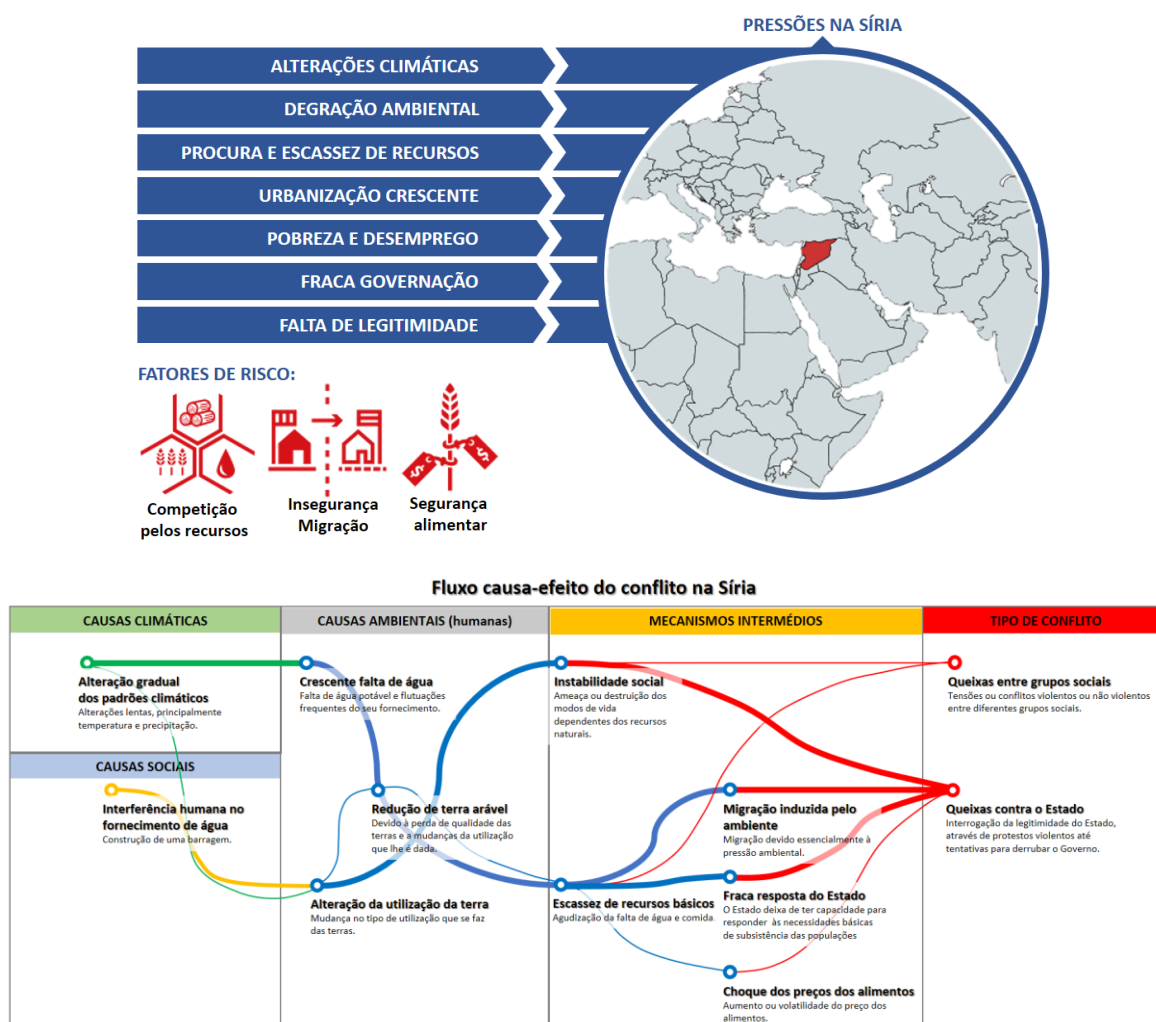 PRESSÕES NA SÍRIA
ALTERAÇÕES CLIMÁTICAS
DEGRAÇÃO AMBIENTAL
PROCURA E ESCASSEZ DE RECURSOS
URBANIZAÇÃO CRESCENTE
POBREZA E DESEMPREGO
FRACA GOVERNAÇÃO
FALTA DE LEGITIMIDADE
FATORES DE RISCO:
Competição
pelos recursos
Insegurança
Migração
Segurança
alimentar
Fluxo causa-efeito do conflito na Síria
CAUSAS CLIMÁTICAS
Alteração gradual
dos padrões climáticos
Alterações lentas, principalmente
temperatura e precipitação.
CAUSAS SOCIAIS
Interferência humana no
fornecimento de água
Construção de uma barragem.
CAUSAS AMBIENTAIS (humanas)
Crescente falta de água
Falta de água potável e flutuações
frequentes do seu fornecimento.
Redução de terra arável
Devido à perda de qualidade das
terras e a mudanças da utilização
que lhe é dada.
Alteração da utilização da terra
Mudança no tipo de utilização que se faz
das terras.
MECANISMOS INTERMÉDIOS
Instabilidade social
Ameaça ou destruição dos
modos de vida
dependentes dos recursos
naturais.
Migração induzida pelo
ambiente
Migração devido essencialmente à
pressão ambiental.
Escassez de recursos básicos
Agudização da falta de água e comida.
Fraca resposta do Estado
O Estado deixa de ter capacidade para
responder às necessidades básicas
de subsistência das populações
Choque dos preços dos alimentos
Aumento ou volatilidade do preço dos
alimentos.
TIPO DE CONFLITO
Queixas entre grupos sociais
Tensões ou conflitos violentos ou não violentos
entre diferentes grupos sociais.
Queixas contra o Estado
Interrogação da legitimidade do Estado,
através de protestos violentos até
tentativas para derrubar o Governo.